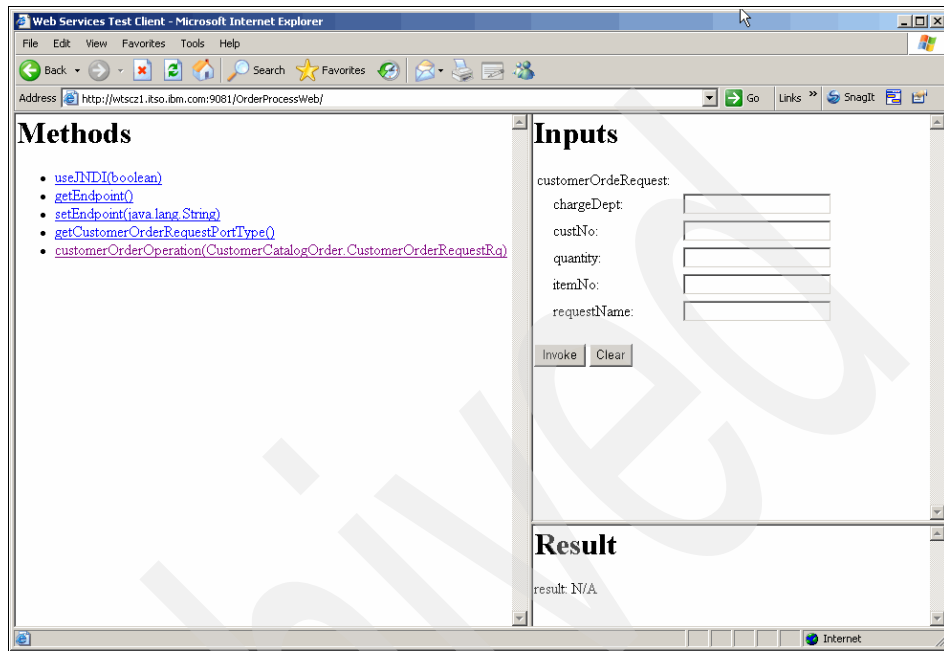 Web Services Test Client - Microsoft Internet Explorer
File Edit View Favorites Tools Help
Back Search Favorites
Address http://wtscz1.itso.ibm.com:9081/OrderProcessWeb/ Go Links » SnagIt
Methods
useJNDI(boolean)
getEndpoint()
setEndpoint(java.lang.String)
getCustomerOrderRequestPortType()
customerOrderOperation(CustomerCatalogOrder.CustomerOrderRequestRq)
Inputs
customerOrdeRequest:
chargeDept:
custNo:
quantity:
itemNo:
requestName:
Invoke Clear
Result
result: N/A
Internet
hived